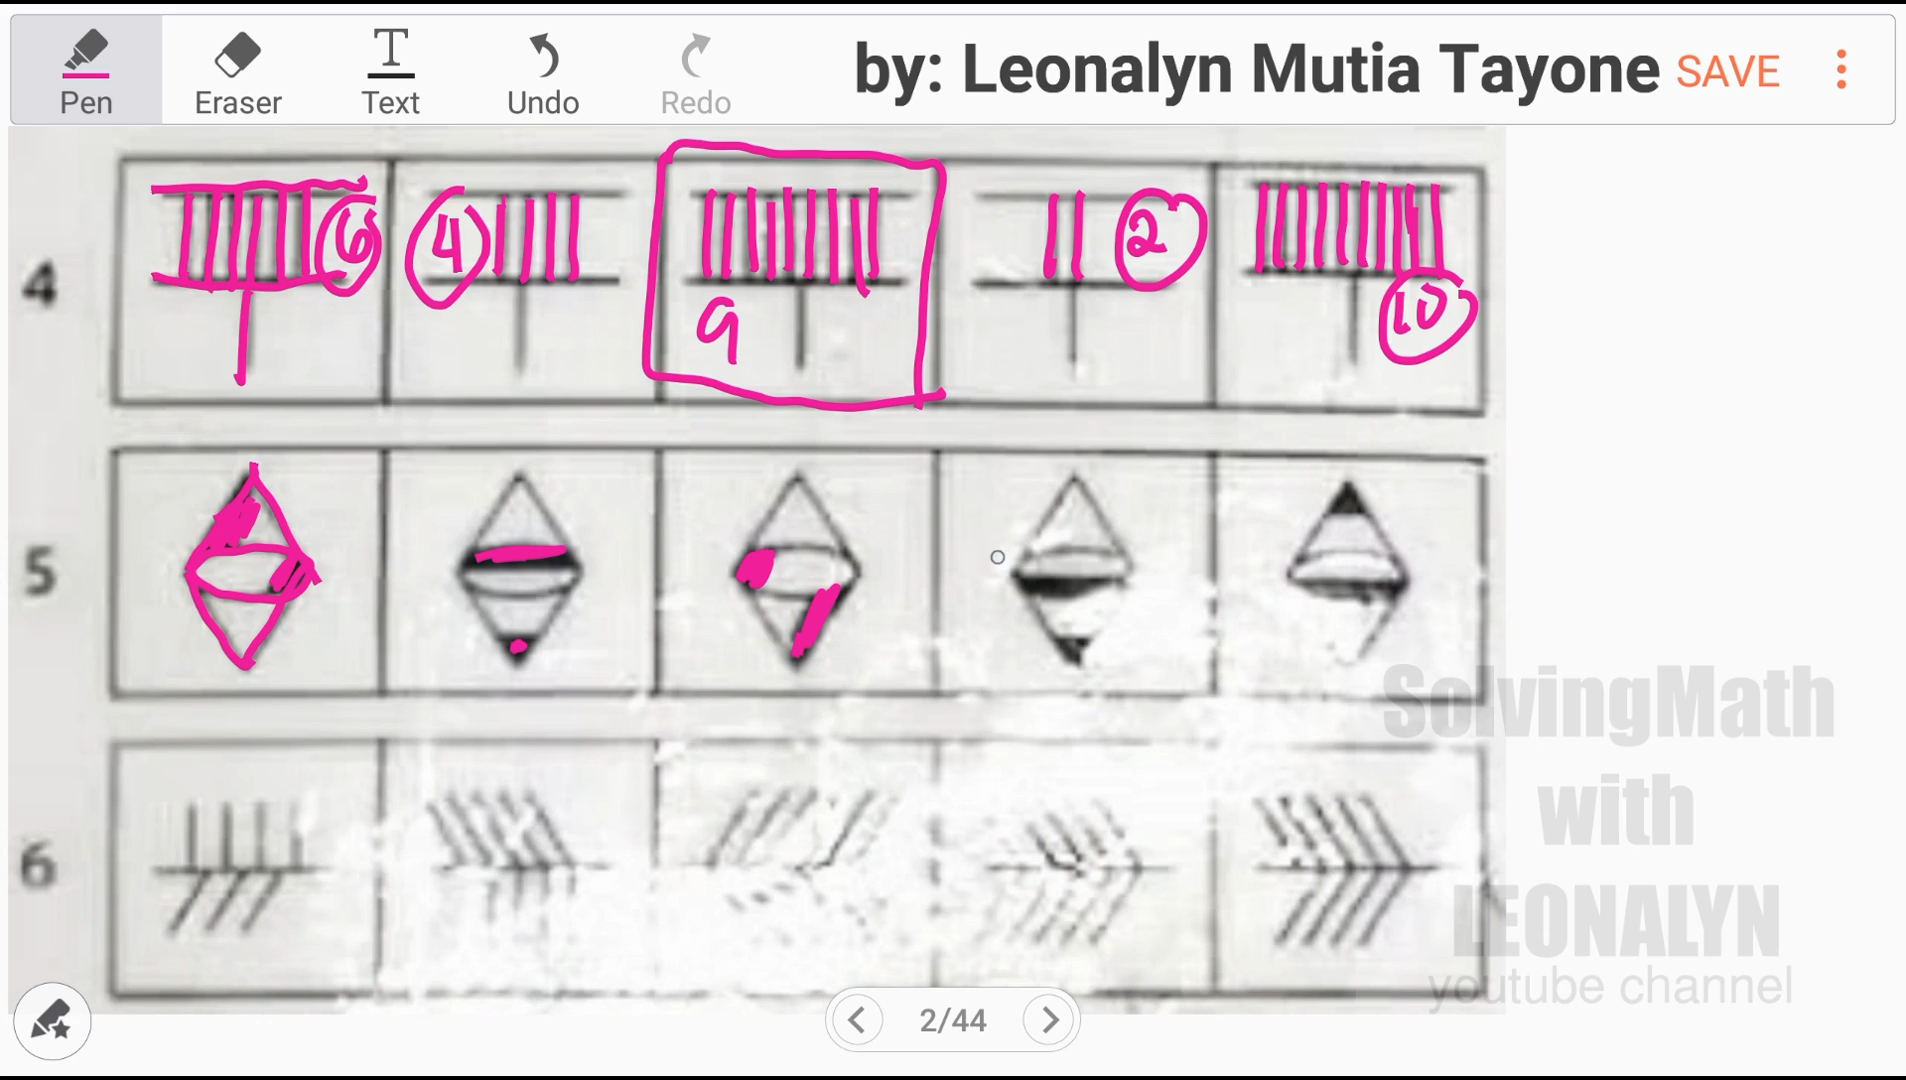 Pen
Eraser
Text
Undo
Redo
by: Leonalyn Mutia Tayone
SAVE
4
6
4
9
2
10
5
6
SolvingMath
with
LEONALYN
youtube channel
2/44